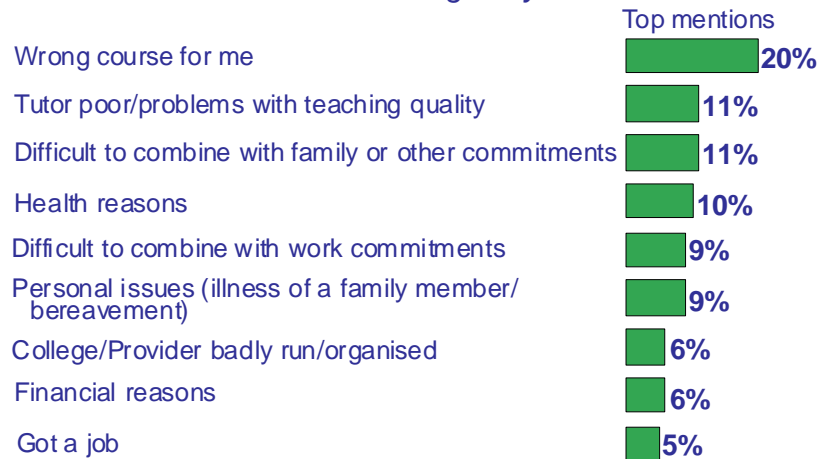 Top mentions
Wrong course for me 20%
Tutor poor/problems with teaching quality 11%
Difficult to combine with family or other commitments 11%
Health reasons 10%
Difficult to combine with work commitments 9%
Personal issues (illness of a family member/
bereavement) 9%
College/Provider badly run/organised 6%
Financial reasons 6%
Got a job 5%